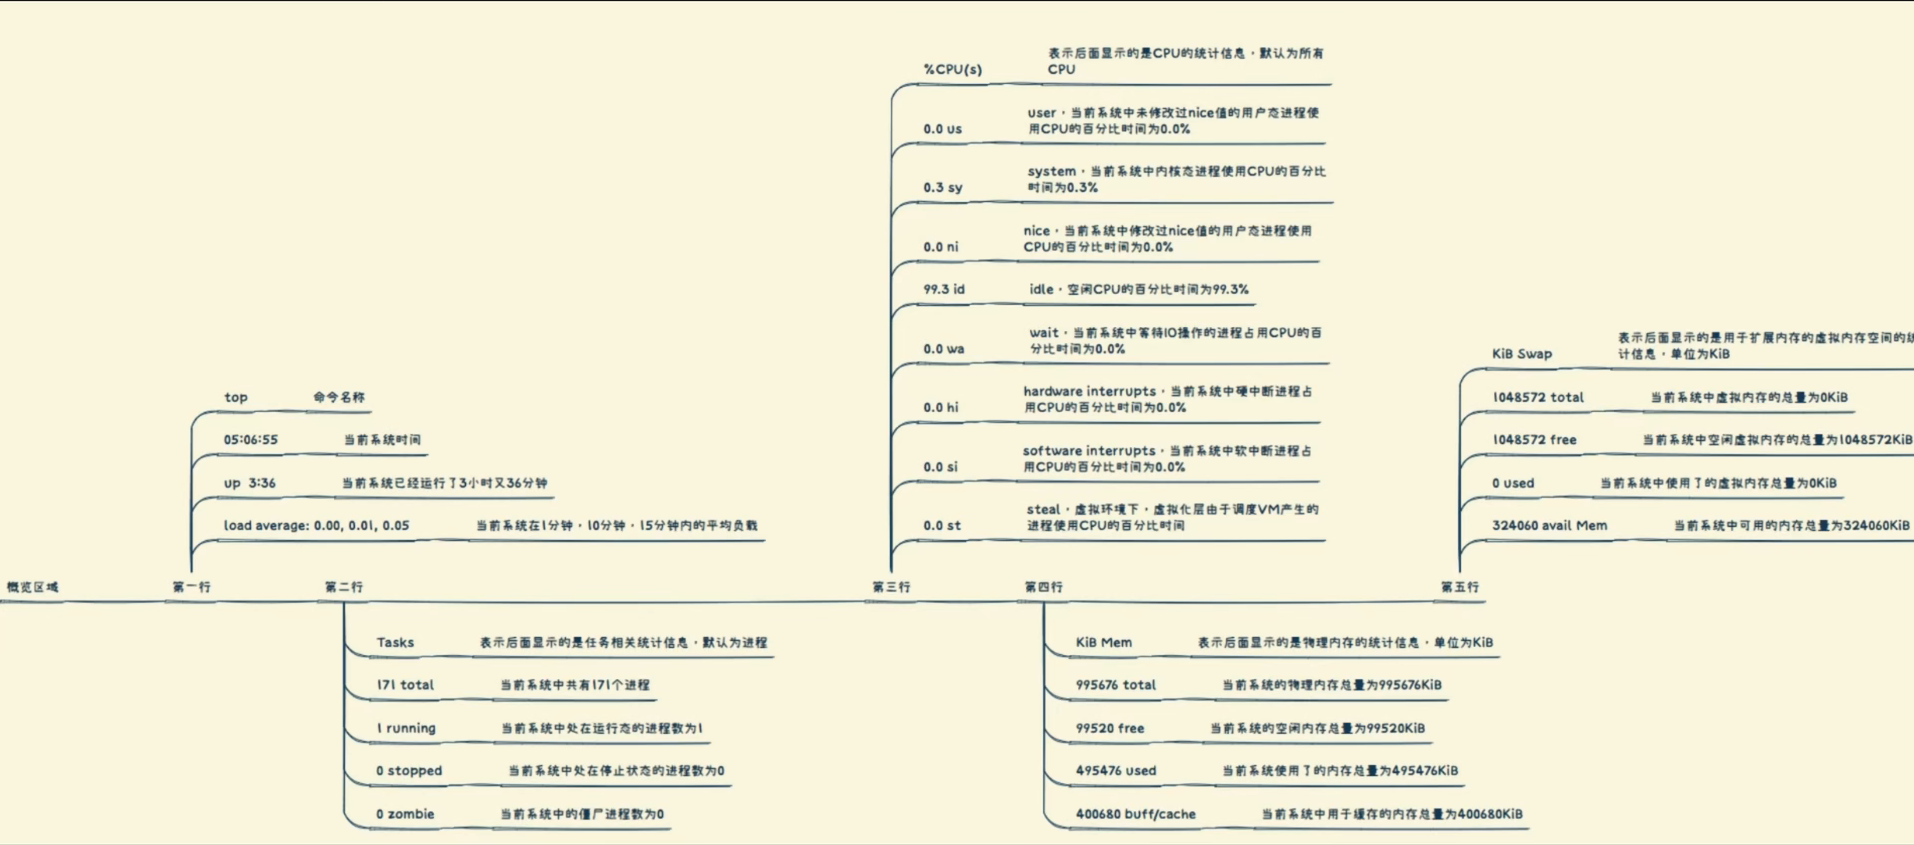 概览区域
第一行
top 命令名称
05:06:55 当前系统时间
up 3:36 当前系统已经运行了3小时又36分钟
load average: 0.00, 0.01, 0.05 当前系统在1分钟，10分钟，15分钟内的平均负载
第二行
Tasks 表示后面显示的是任务相关统计信息，默认为进程
171 total 当前系统中共有171个进程
1 running 当前系统中处在运行态的进程数为1
0 stopped 当前系统中处在停止状态的进程数为0
0 zombie 当前系统中的僵尸进程数为0
第三行
%CPU(s) 表示后面显示的是CPU的统计信息，默认为所有
CPU
0.0 us user，当前系统中未修改过nice值的用户态进程使
用CPU的百分比时间为0.0%
0.3 sy system，当前系统中内核态进程使用CPU的百分比
时间为0.3%
0.0 ni nice，当前系统中修改过nice值的用户态进程使用
CPU的百分比时间为0.0%
99.3 id idle，空闲CPU的百分比时间为99.3%
0.0 wa wait，当前系统中等待IO操作的进程占用CPU的百
分比时间为0.0%
0.0 hi hardware interrupts，当前系统中硬中断进程占
用CPU的百分比时间为0.0%
0.0 si software interrupts，当前系统中软中断进程占
用CPU的百分比时间为0.0%
0.0 st steal，虚拟环境下，虚拟化层由于调度VM产生的
进程使用CPU的百分比时间
第四行
KiB Mem 表示后面显示的是物理内存的统计信息，单位为KiB
995676 total 当前系统的物理内存总量为995676KiB
99520 free 当前系统的空闲内存总量为99520KiB
495476 used 当前系统使用了的内存总量为495476KiB
400680 buff/cache 当前系统中用于缓存的内存总量为400680KiB
第五行
KiB Swap 表示后面显示的是用于扩展内存的虚拟内存空间的统
计信息，单位为KiB
1048572 total 当前系统中虚拟内存的总量为0KiB
1048572 free 当前系统中空闲虚拟内存的总量为1048572KiB
0 used 当前系统中使用了的虚拟内存总量为0KiB
324060 avail Mem 当前系统中可用的内存总量为324060KiB